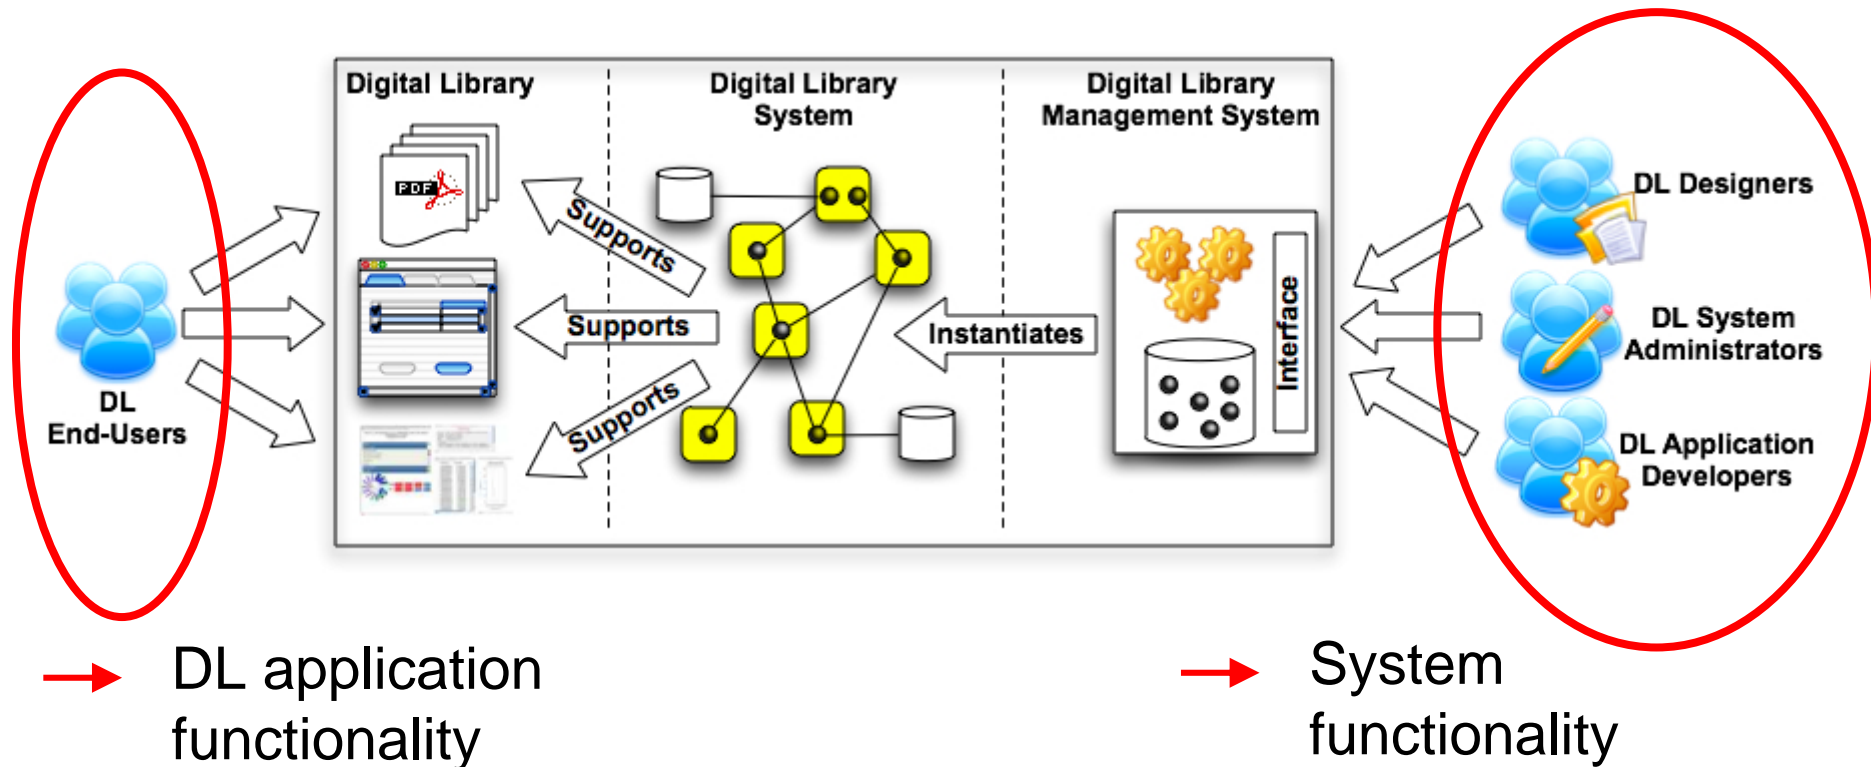 Digital Library
Digital Library
System
Digital Library
Management System
PDF
Supports
Supports
Supports
Instantiates
Interface
DL
End-Users
DL Designers
DL System
Administrators
DL Application
Developers
DL application
functionality
System
functionality